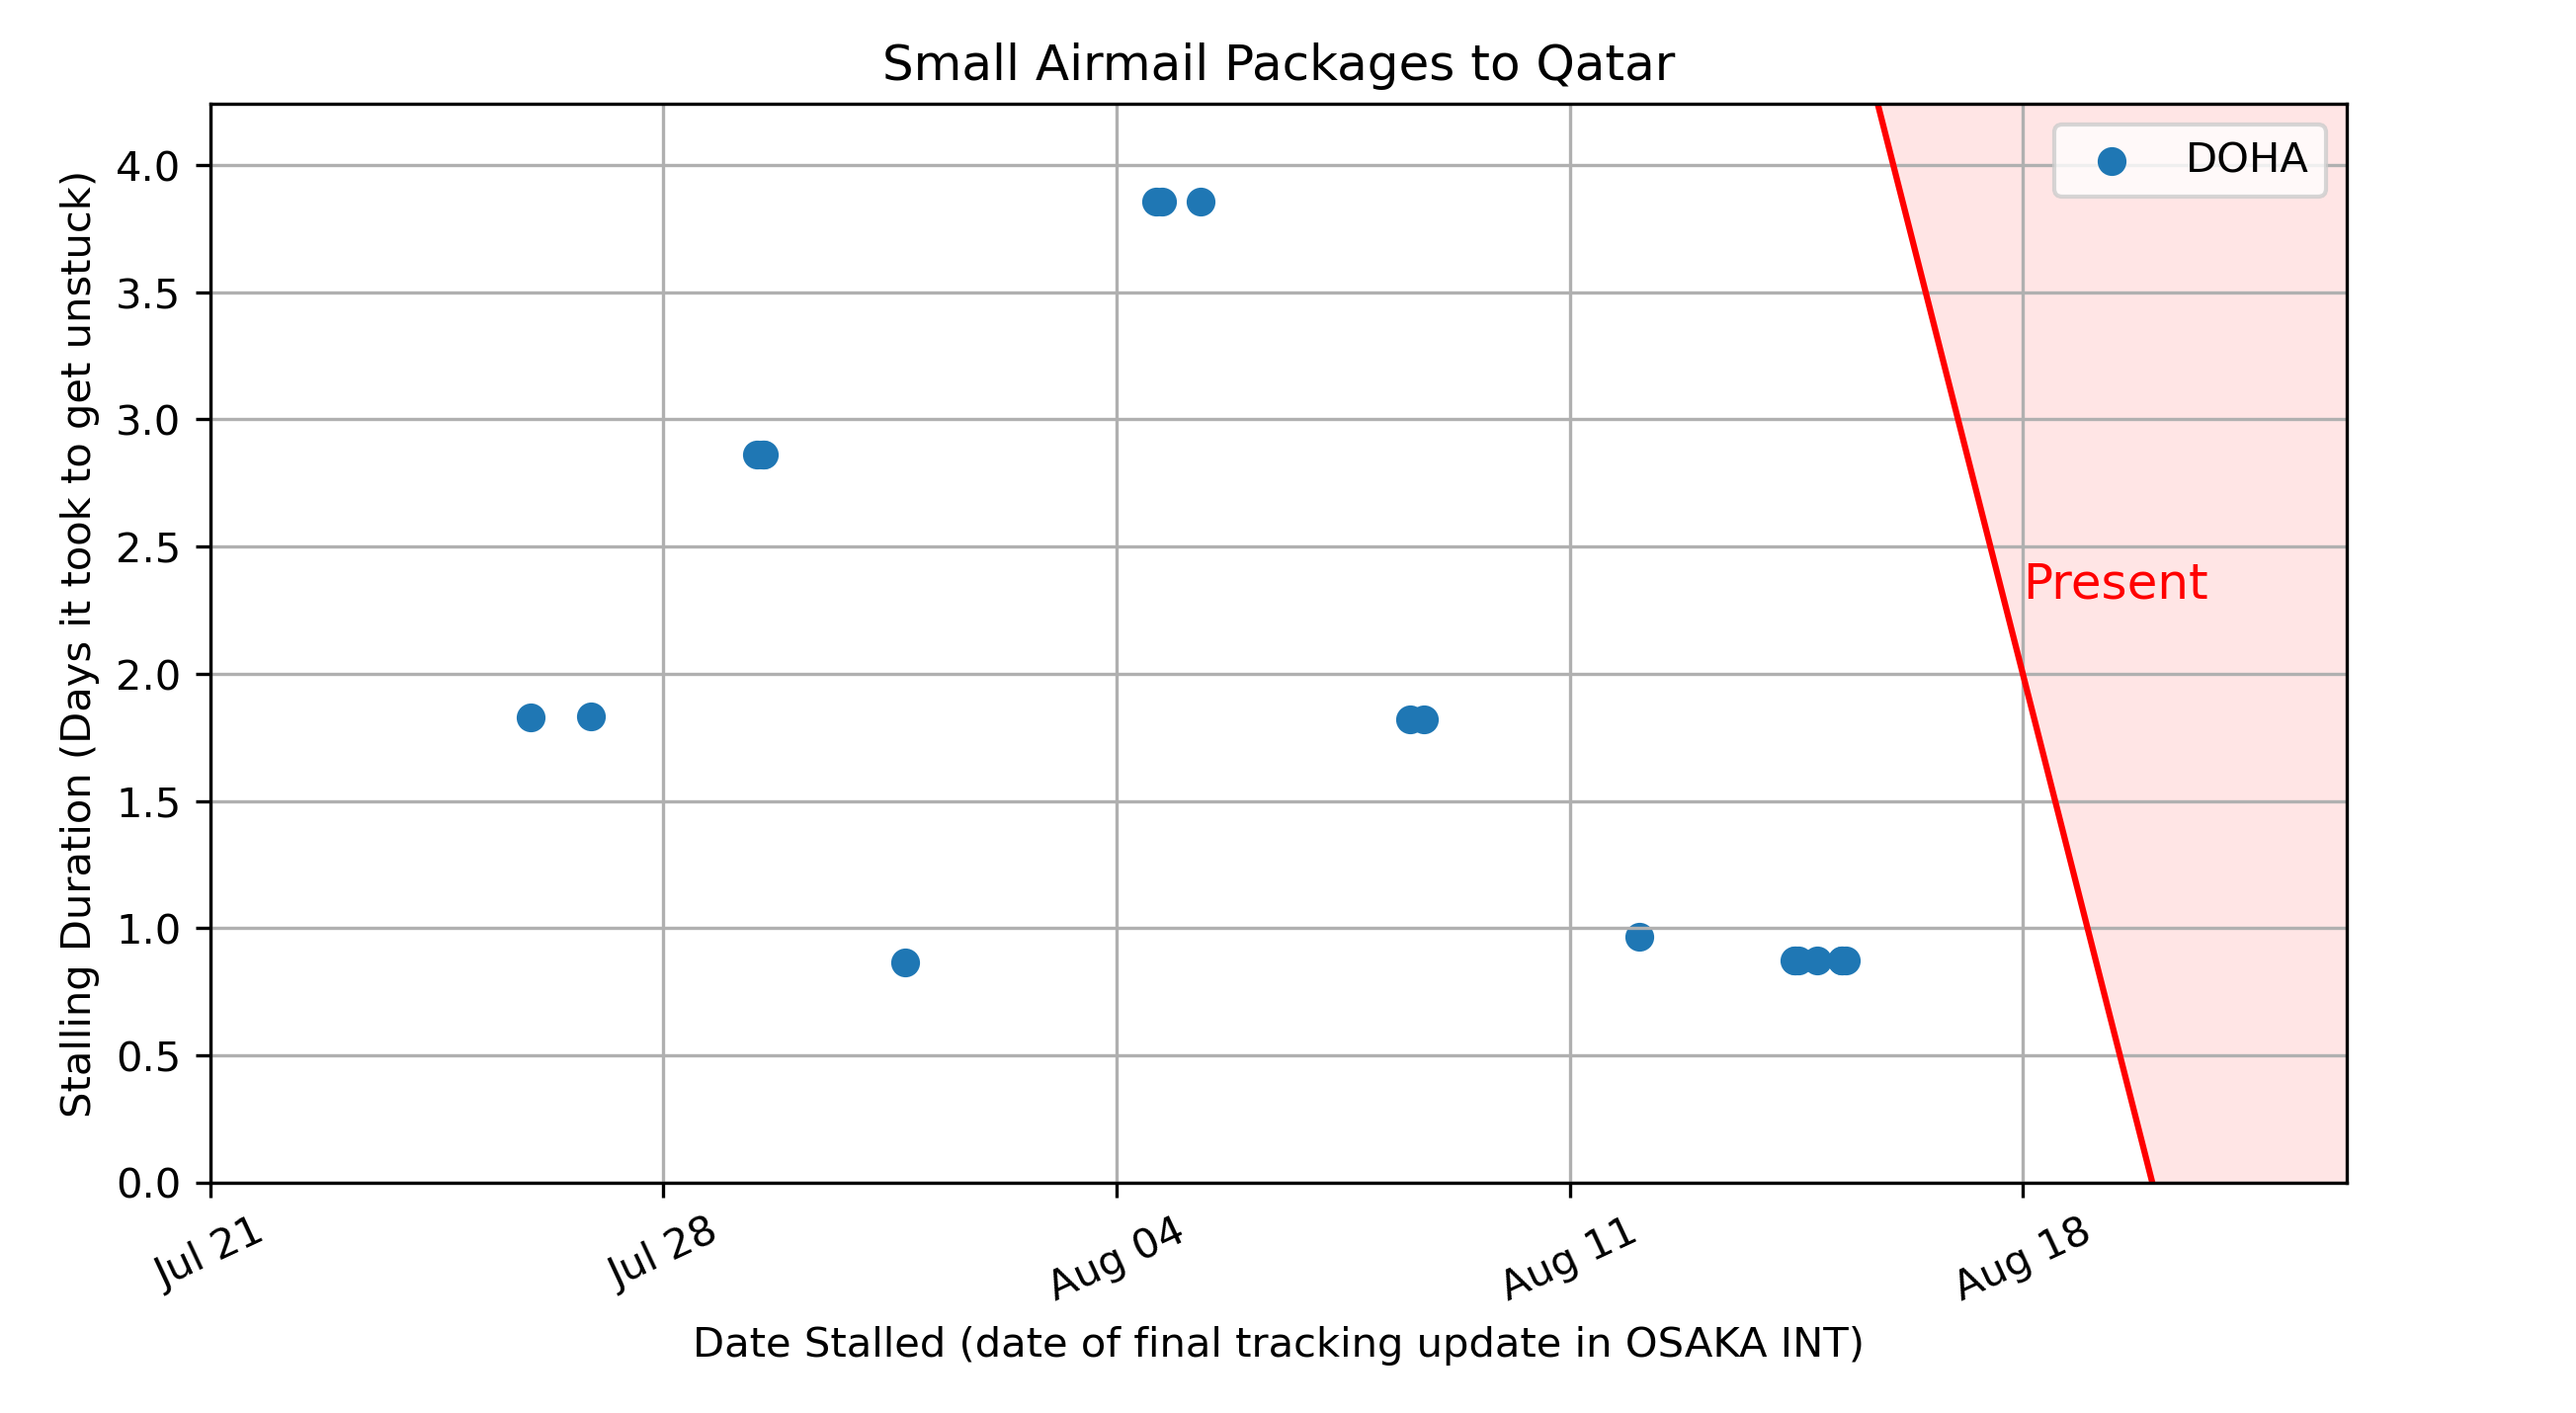 Small Airmail Packages to Qatar
DOHA
Present
Stalling Duration (Days it took to get unstuck)
4.0
3.5
3.0
2.5
2.0
1.5
1.0
0.5
0.0
Jul 21
Jul 28
Aug 04
Aug 11
Aug 18
Date Stalled (date of final tracking update in OSAKA INT)